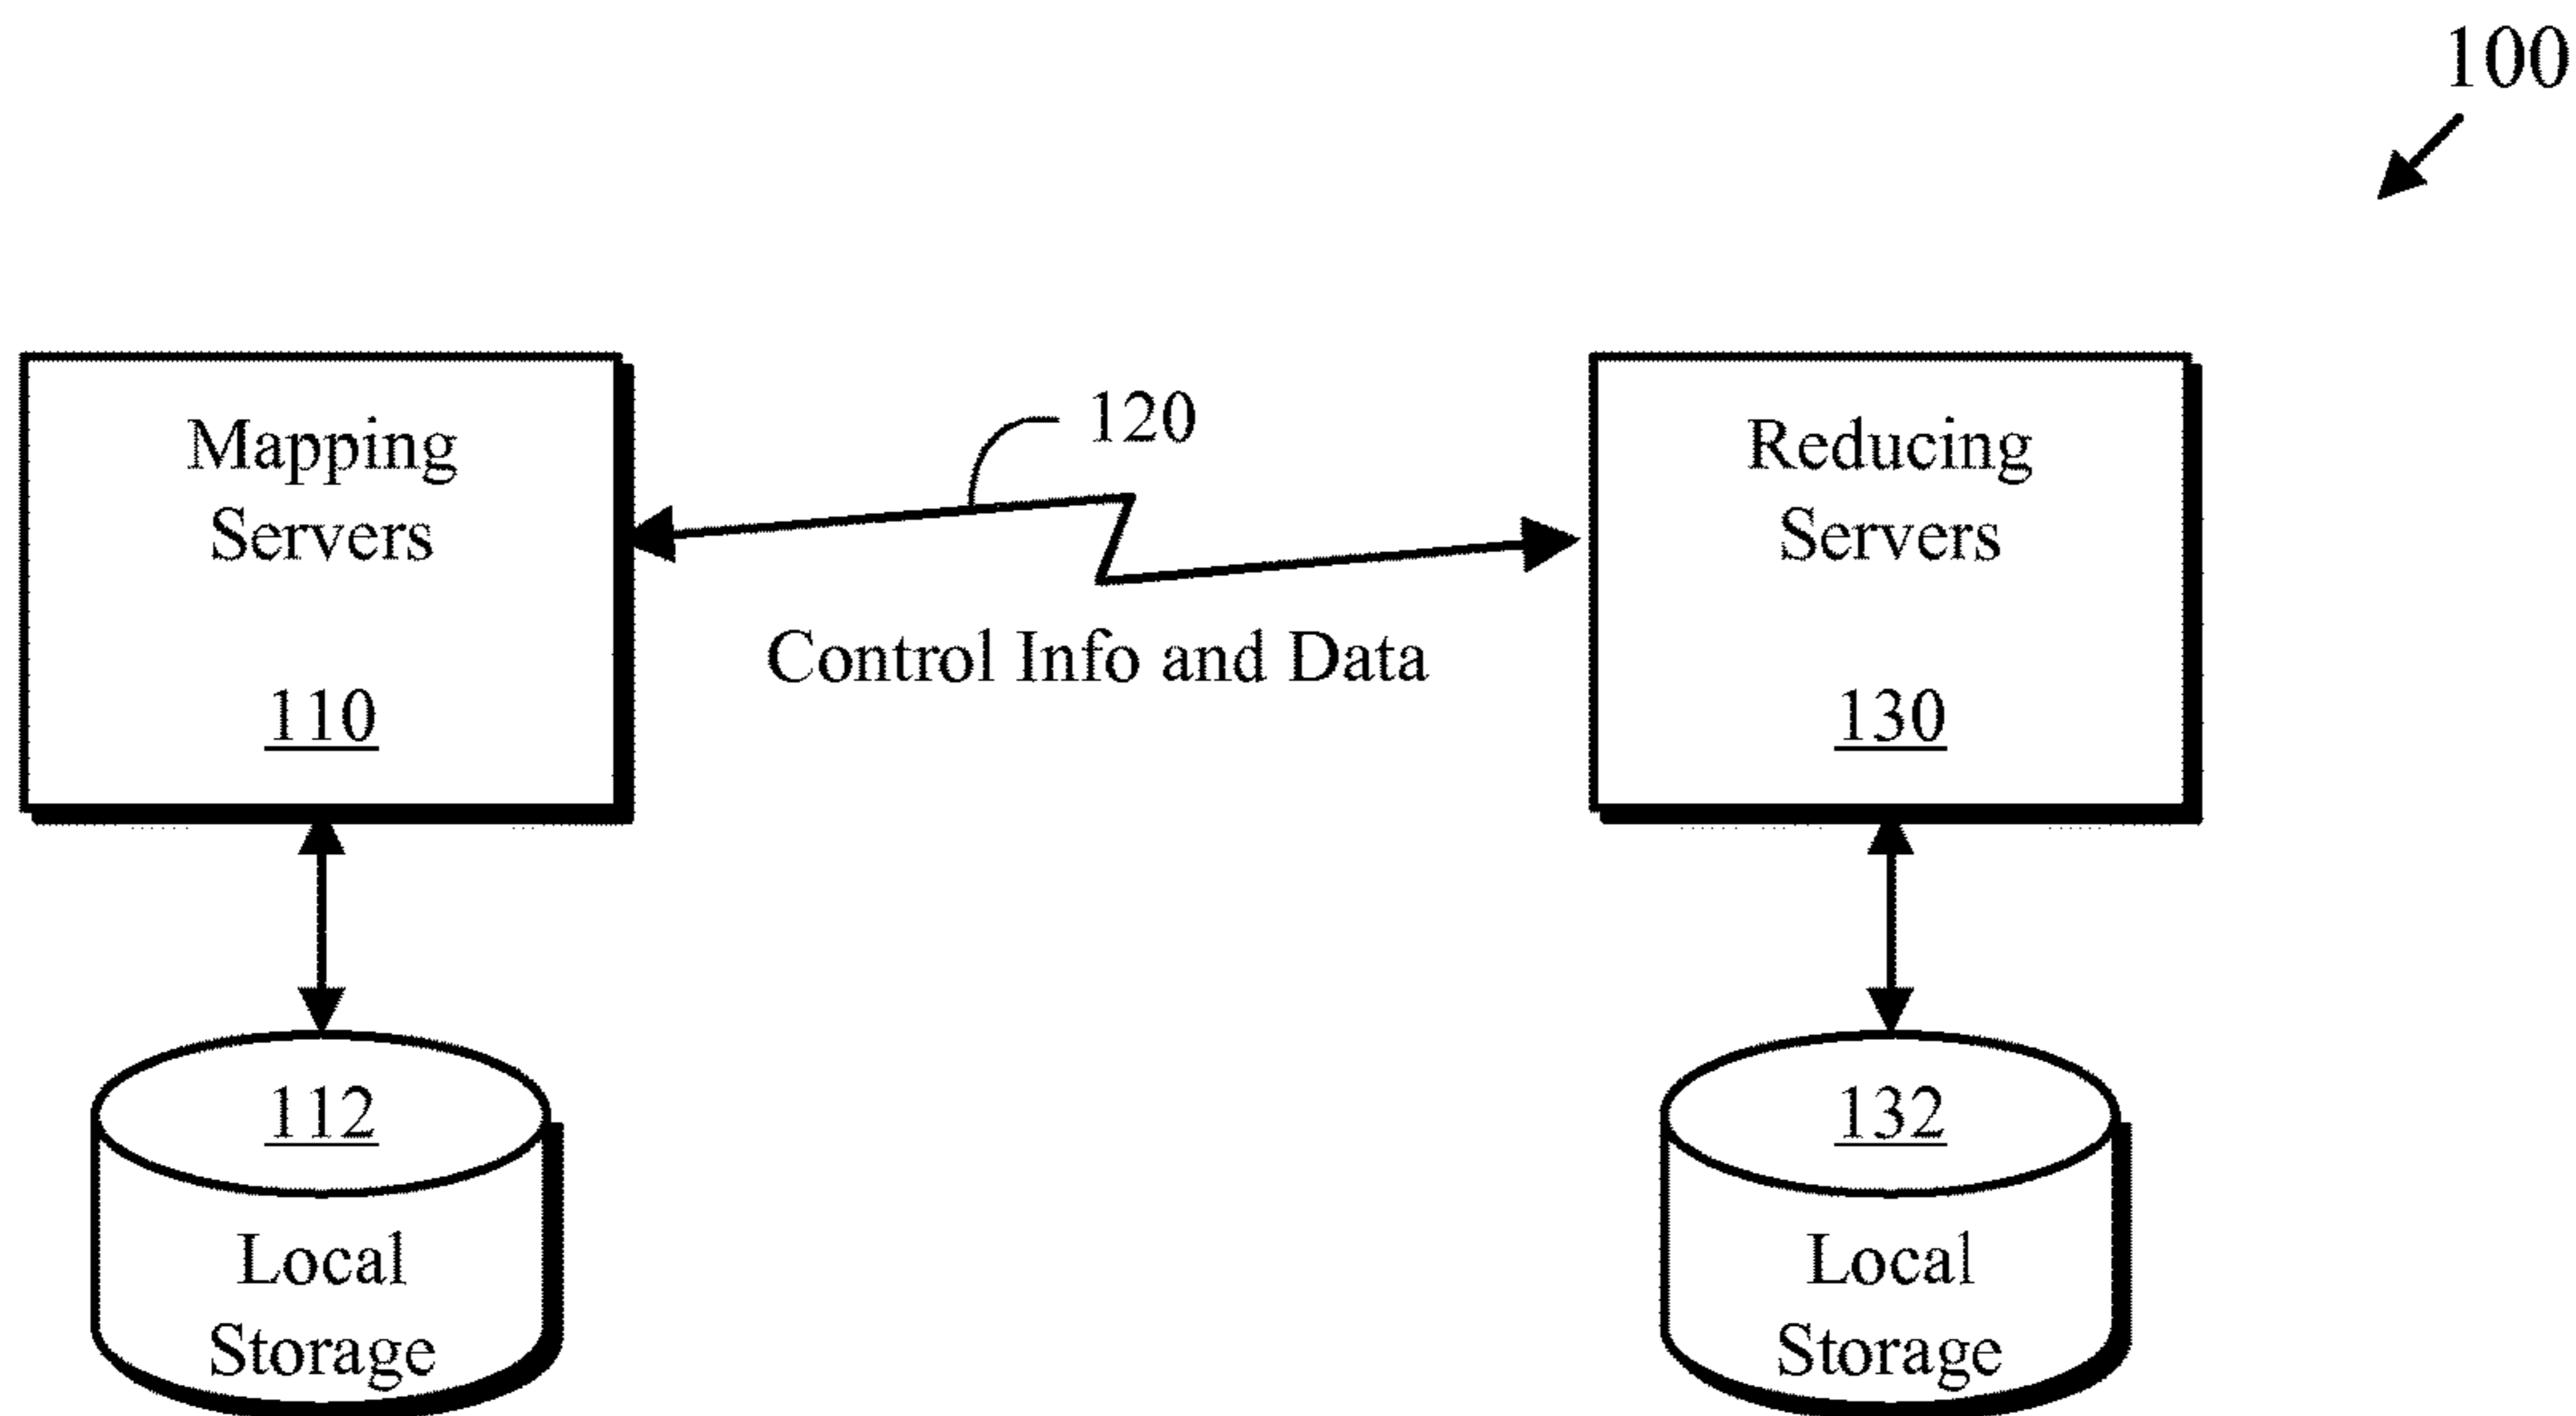 100
Mapping
Servers
110
120
Control Info and Data
Reducing
Servers
130
112
Local
Storage
132
Local
Storage